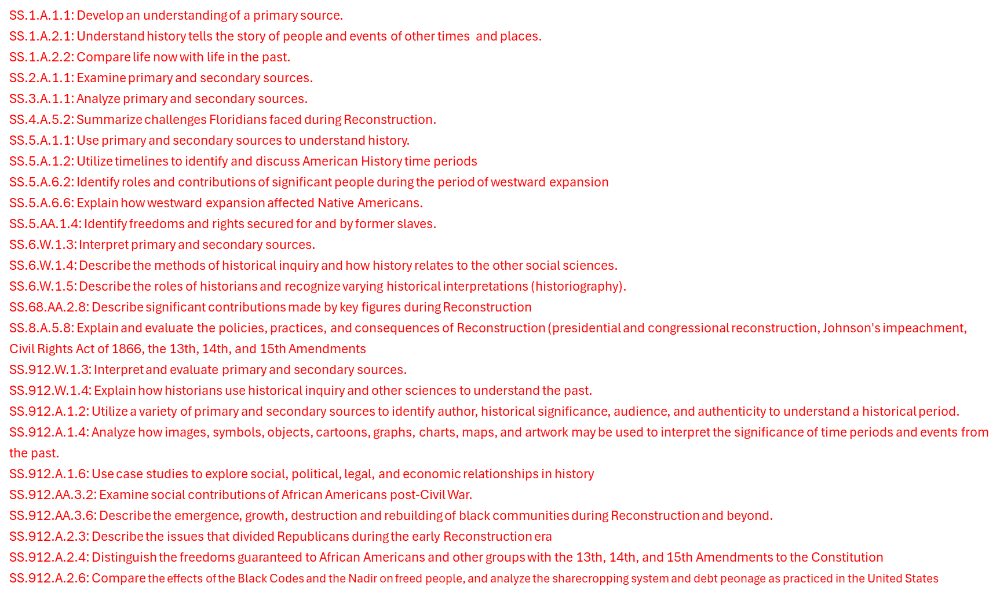 SS.1.A.1.1: Develop an understanding of a primary source.
SS.1.A.2.1: Understand history tells the story of people and events of other times and places.
SS.1.A.2.2: Compare life now with life in the past.
SS.2.A.1.1: Examine primary and secondary sources.
SS.3.A.1.1: Analyze primary and secondary sources.
SS.4.A.5.2: Summarize challenges Floridians faced during Reconstruction.
SS.5.A.1.1: Use primary and secondary sources to understand history.
SS.5.A.1.2: Utilize timelines to identify and discuss American History time periods
SS.5.A.6.2: Identify roles and contributions of significant people during the period of westward expansion
SS.5.A.6.6: Explain how westward expansion affected Native Americans.
SS.5.AA.1.4: Identify freedoms and rights secured for and by former slaves.
SS.6.W.1.3: Interpret primary and secondary sources.
SS.6.W.1.4: Describe the methods of historical inquiry and how history relates to the other social sciences.
SS.6.W.1.5: Describe the roles of historians and recognize varying historical interpretations (historiography).
SS.68.AA.2.8: Describe significant contributions made by key figures during Reconstruction
SS.8.A.5.8: Explain and evaluate the policies, practices, and consequences of Reconstruction (presidential and congressional reconstruction, Johnson's impeachment,
Civil Rights Act of 1866, the 13th, 14th, and 15th Amendments
SS.912.W.1.3: Interpret and evaluate primary and secondary sources.
SS.912.W.1.4: Explain how historians use historical inquiry and other sciences to understand the past.
SS.912.A.1.2: Utilize a variety of primary and secondary sources to identify author, historical significance, audience, and authenticity to understand a historical period.
SS.912.A.1.4: Analyze how images, symbols, objects, cartoons, graphs, charts, maps, and artwork may be used to interpret the significance of time periods and events from
the past.
SS.912.A.1.6: Use case studies to explore social, political, legal, and economic relationships in history
SS.912.AA.3.2: Examine social contributions of African Americans post-Civil War.
SS.912.AA.3.6: Describe the emergence, growth, destruction and rebuilding of black communities during Reconstruction and beyond.
SS.912.A.2.3: Describe the issues that divided Republicans during the early Reconstruction era
SS.912.A.2.4: Distinguish the freedoms guaranteed to African Americans and other groups with the 13th, 14th, and 15th Amendments to the Constitution
SS.912.A.2.6: Compare the effects of the Black Codes and the Nadir on freed people, and analyze the sharecropping system and debt peonage as practiced in the United States